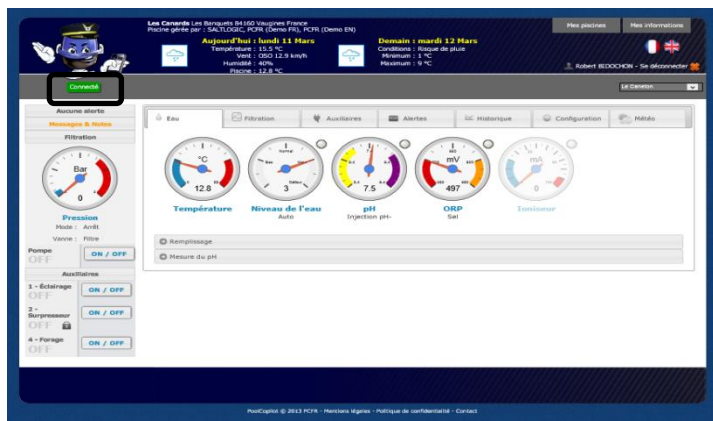 Les Canards Les Banquets 84160 Vaugines France
Piscine gérée par : SALTLOGIC, PCFR (Demo FR), PCFR (Demo EN)
Mes piscines
Mes informations
Aujourd'hui : lundi 11 Mars
Température : 15.5 °C
Vent : OSO 12.9 km/h
Humidité : 40%
Piscine : 12.8 °C
Demain : mardi 12 Mars
Conditions : Risque de pluie
Minimum : 1 °C
Maximum : 9 °C
Robert BIDOCHON - Se déconnecter
Connecté
Le Caneton
Aucune alerte
Messages & Notes
Filtration
Bar
0
Pression
Mode : Arrêt
Vanne : Filtre
Pompe
OFF
ON / OFF
Auxiliaires
1 - Éclairage
OFF
ON / OFF
2 -
Surpresseur
OFF
ON / OFF
4 - Forage
OFF
ON / OFF
Eau
Filtration
Auxiliaires
Alertes
Historique
Configuration
Météo
°C
12.8
Température
3
Niveau de l'eau
Auto
7.5
pH
Injection pH-
mV
497
ORP
Sel
mA
0
Ioniseur
Remplissage
Mesure du pH
PoolCopilot © 2013 PCFR - Mentions légales - Politique de confidentialité - Contact